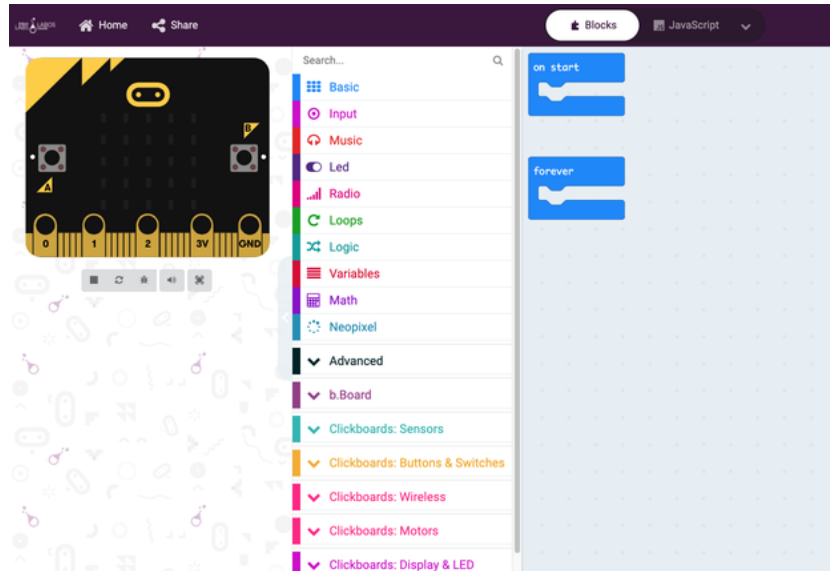 Home
Share
Blocks
JavaScript
Search...
Basic
Input
Music
Led
Radio
Loops
Logic
Variables
Math
Neopixel
Advanced
b.Board
Clickboards: Sensors
Clickboards: Buttons & Switches
Clickboards: Wireless
Clickboards: Motors
Clickboards: Display & LED
B
A
0 1 2 3V GND
on start
forever